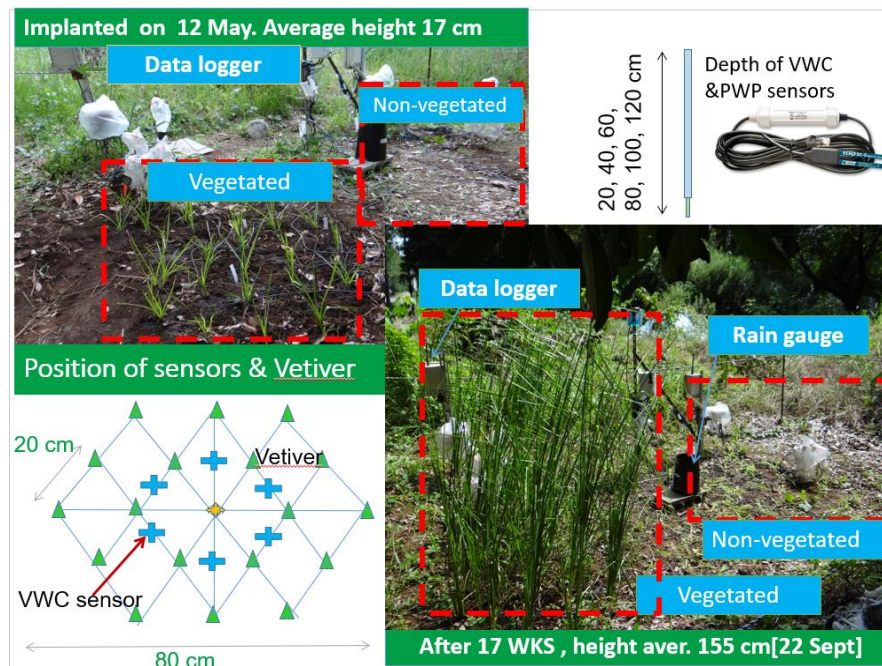 Implanted on 12 May. Average height 17 cm
Data logger
Non-vegetated
Vegetated
20, 40, 60,
80, 100, 120 cm
Depth of VWC
&PWP sensors
Position of sensors & Vetiver
20 cm
Vetiver
VWC sensor
80 cm
Data logger
Rain gauge
Non-vegetated
Vegetated
After 17 WKS , height aver. 155 cm[22 Sept]